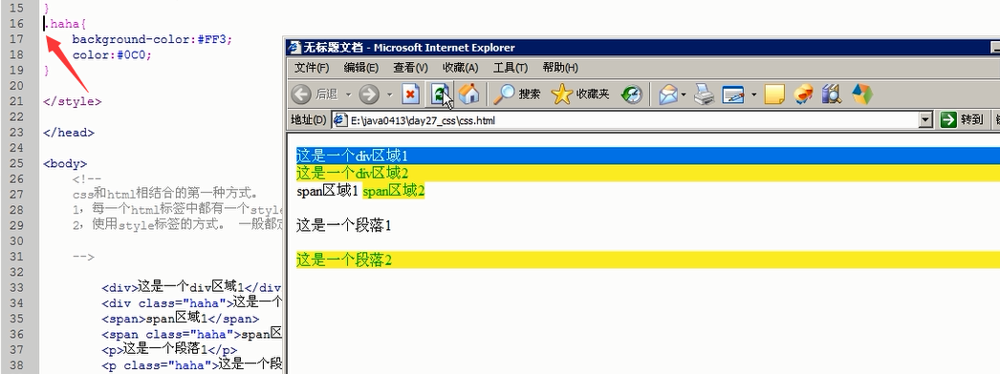 15 }
16 .haha{
17 background-color:#FF3;
18 color:#0C0;
19 }
20
21 </style>
22
23 </head>
24
25 <body>
26 <!--
27 css和html相结合的第一种方式。
28 1，每一个html标签中都有一个style
29 2，使用style标签的方式。 一般都定
30
31 -->
32
33 <div>这是一个div区域1</div
34 <div class="haha">这是一个
35 <span>span区域1</span>
36 <span class="haha">span区
37 <p>这是一个段落1</p>
38 <p class="haha">这是一个段
无标题文档 - Microsoft Internet Explorer
文件(F) 编辑(E) 查看(V) 收藏(A) 工具(T) 帮助(H)
后退 搜索 收藏夹
地址(D) E:\java0413\day27_css\css.html 转到
这是一个div区域1
这是一个div区域2
span区域1 span区域2
这是一个段落1
这是一个段落2